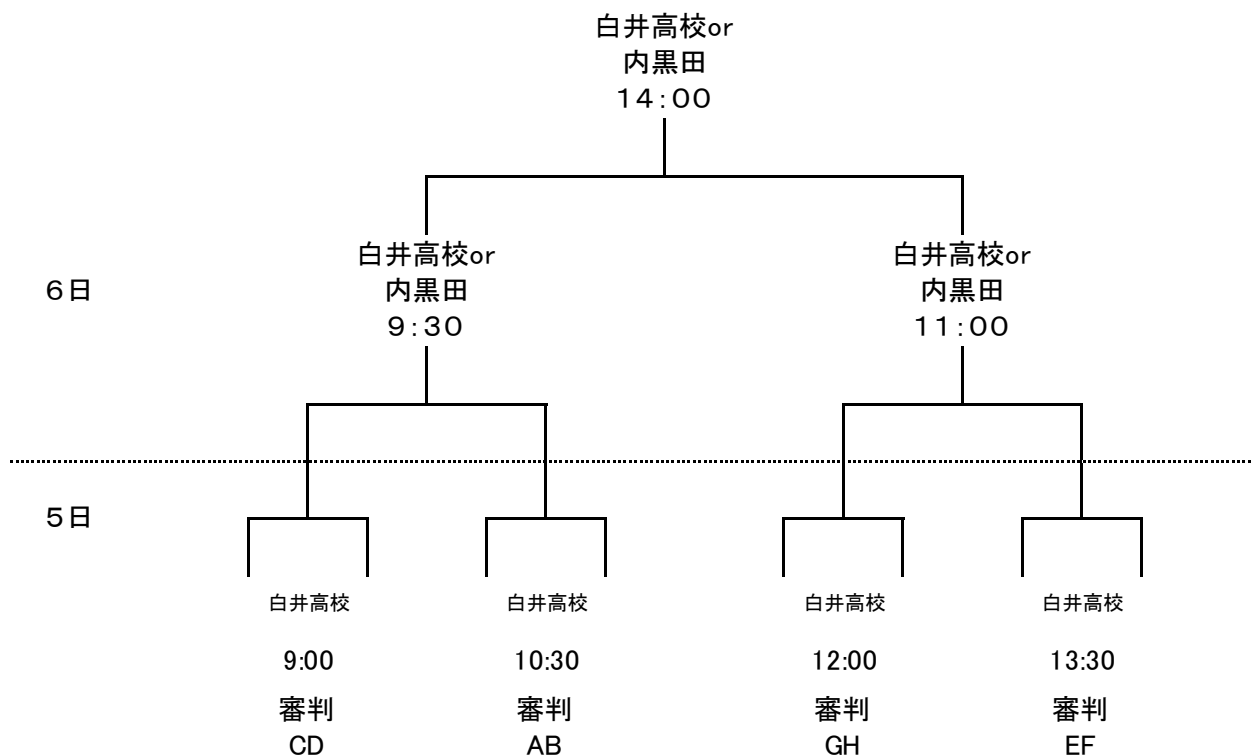 白井高校or
内黒田
１４：００
白井高校or
内黒田
９：３０
白井高校or
内黒田
１１：００
６日
５日
白井高校
白井高校
白井高校
白井高校
9:00
10:30
12:00
13:30
審判
審判
審判
審判
CD
AB
GH
EF